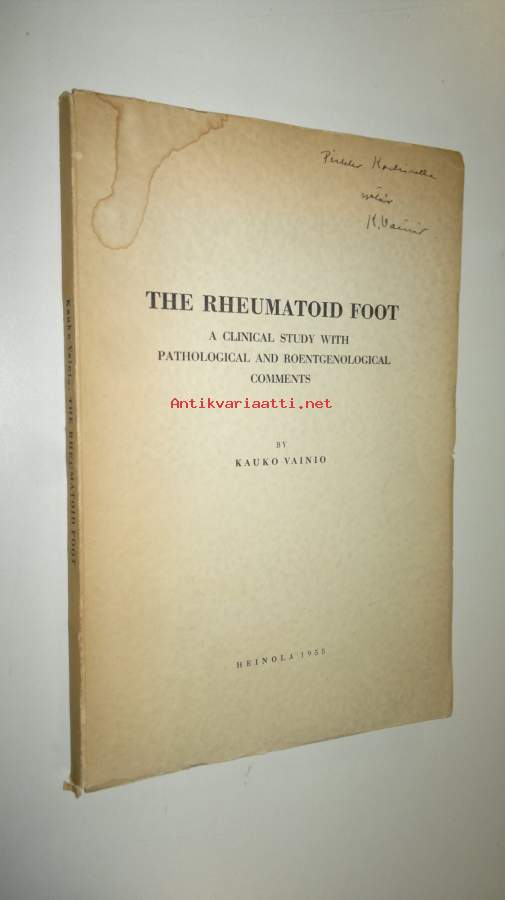 K. Vainio
THE RHEUMATOID FOOT
A CLINICAL STUDY WITH
PATHOLOGICAL AND ROENTGENOLOGICAL
COMMENTS
Antikvariaatti.net
BY
KAUKO VAINIO
HEINOLA 1955
Kauko Vainio: THE RHEUMATOID FOOT